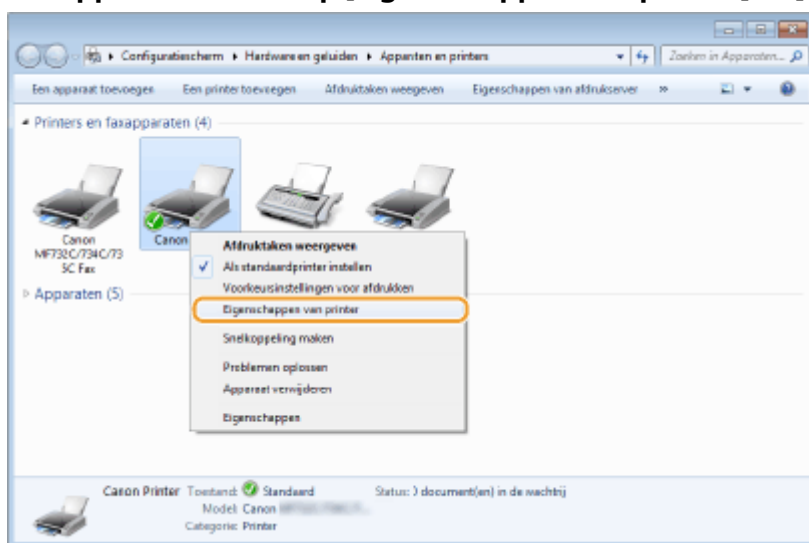 Configuratiescherm ▸ Hardware en geluiden ▸ Apparaten en printers
Zoeken in Apparaten...
Een apparaat toevoegen Een printer toevoegen Afdruktaken weergeven Eigenschappen van afdrukserver »
Printers en faxapparaten (4)
Canon
MF732C/734C/73
5C Fax
Canon
Afdruktaken weergeven
Als standaardprinter instellen
Voorkeursinstellingen voor afdrukken
Eigenschappen van printer
Snelkoppeling maken
Problemen oplossen
Apparaat verwijderen
Eigenschappen
Apparaten (5)
Canon Printer Toestand: Standaard Status: document(en) in de wachtrij
Model: Canon
Categorie: Printer